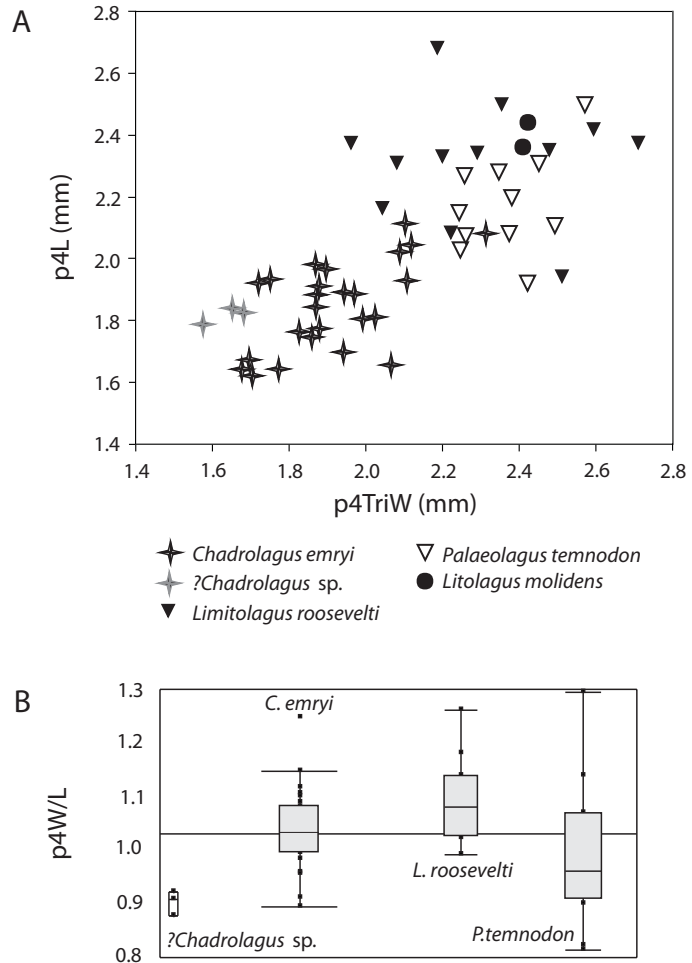 A
2.8
2.6
2.4
2.2
2.0
1.8
1.6
1.4
p4L (mm)
1.4 1.6 1.8 2.0 2.2 2.4 2.6 2.8
p4TriW (mm)
Chadrolagus emryi
?Chadrolagus sp.
Limitolagus roosevelti
Palaeolagus temnodon
Litolagus molidens
B
1.3
1.2
1.1
1.0
0.9
0.8
p4W/L
C. emryi
L. roosevelti
?Chadrolagus sp.
P.temnodon